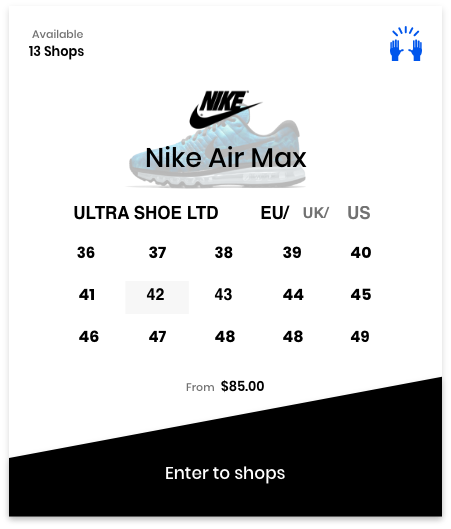 Available
13 Shops
NIKE
Nike Air Max
ULTRA SHOE LTD EU/ UK/ US
36 37 38 39 40
41 42 43 44 45
46 47 48 48 49
From $85.00
Enter to shops